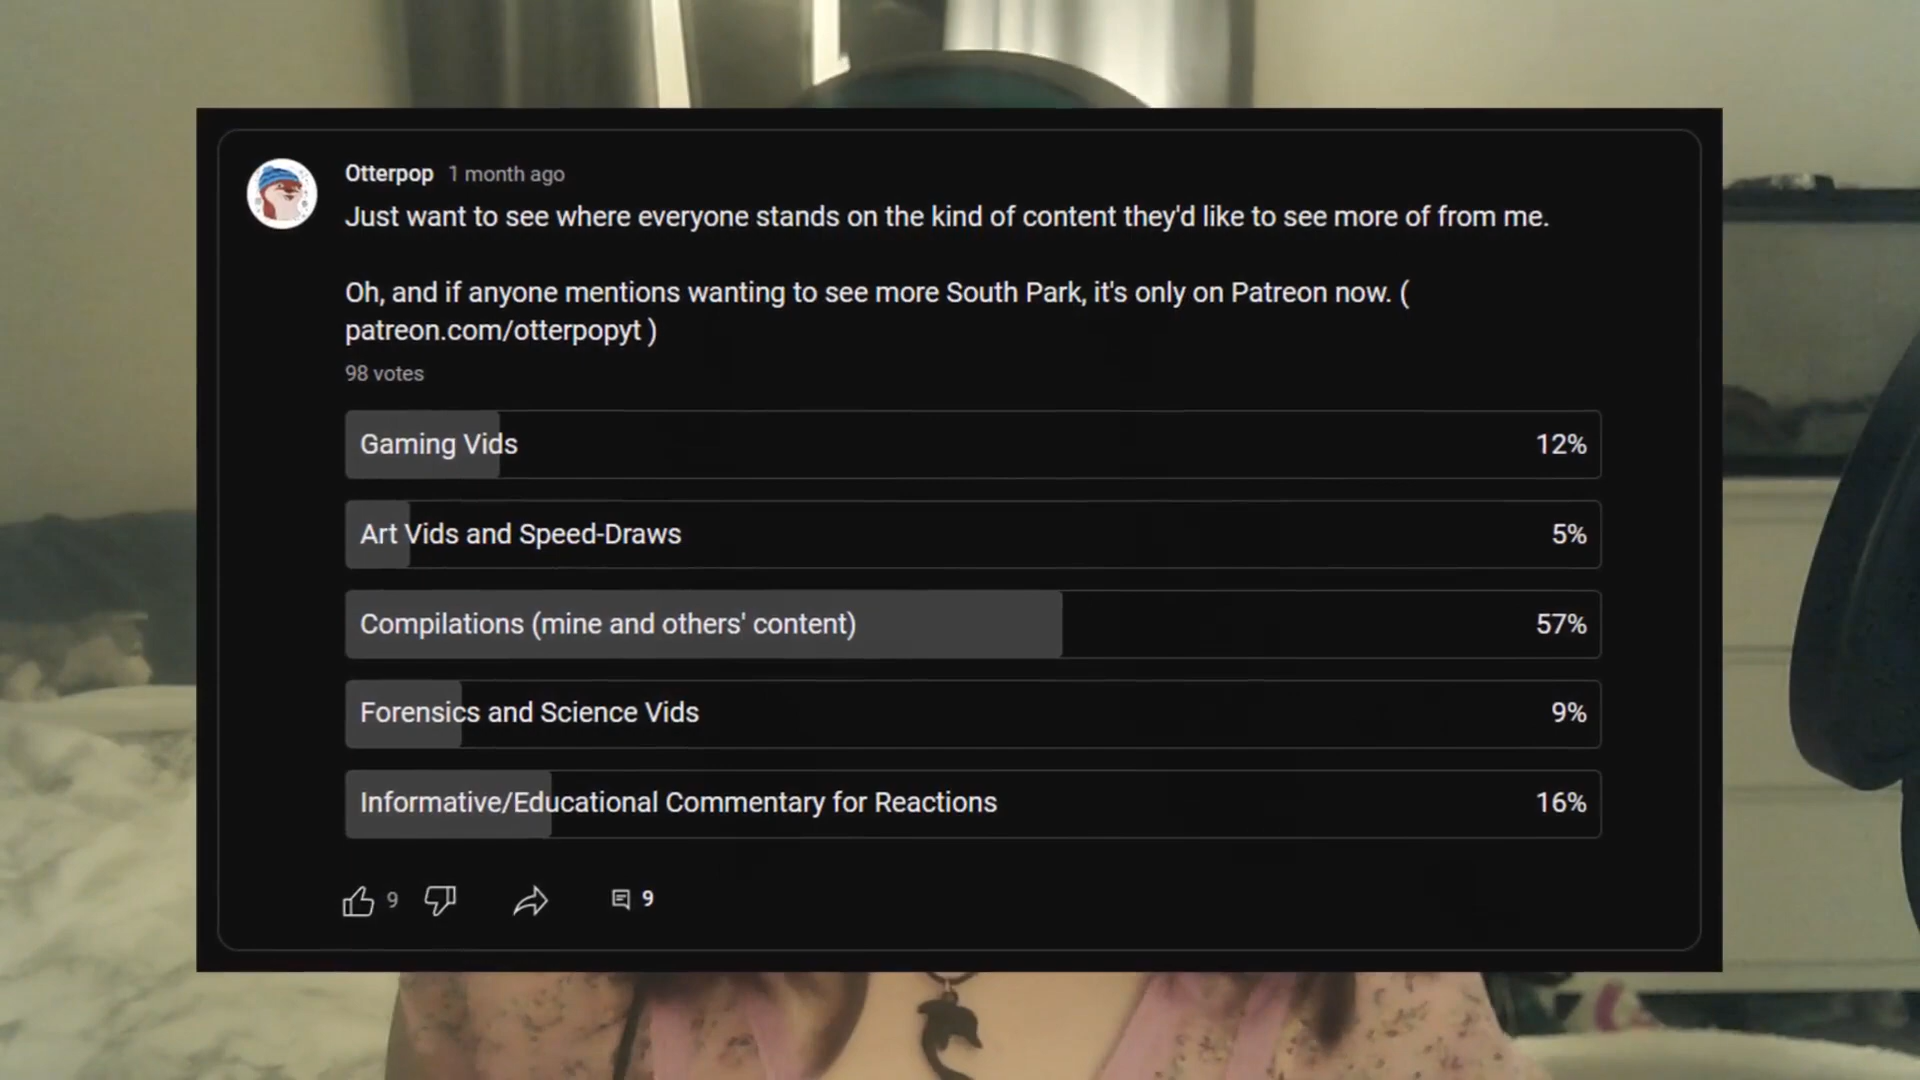 Otterpop 1 month ago
Just want to see where everyone stands on the kind of content they'd like to see more of from me.
Oh, and if anyone mentions wanting to see more South Park, it's only on Patreon now. (
patreon.com/otterpopyt )
98 votes
Gaming Vids 12%
Art Vids and Speed-Draws 5%
Compilations (mine and others' content) 57%
Forensics and Science Vids 9%
Informative/Educational Commentary for Reactions 16%
9 9